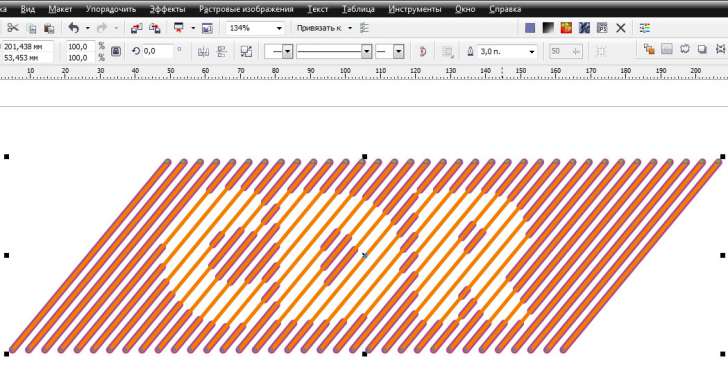 ка Вид Макет Упорядочить Эффекты Растровые изображения Текст Таблица Инструменты Окно Справка
134% Привязать к
201,438 мм 100,0 % 0,0 ° 3,0 п. 50
53,453 мм 100,0 %
10 20 30 40 50 60 70 80 90 100 110 120 130 140 150 160 170 180 190 200